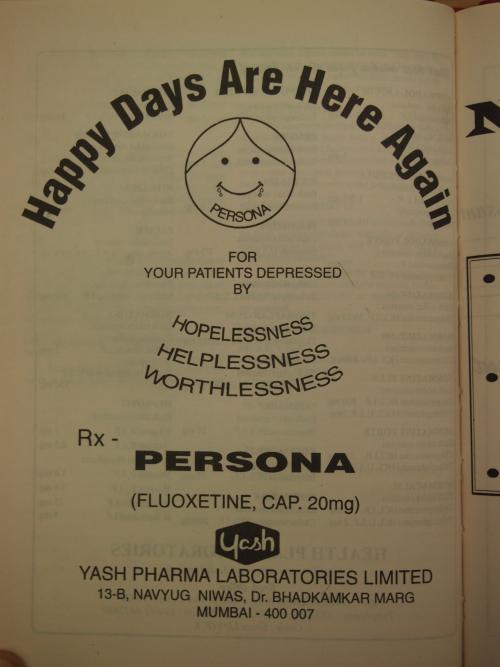 Happy Days Are Here Again
PERSONA
FOR
YOUR PATIENTS DEPRESSED
BY
HOPELESSNESS
HELPLESSNESS
WORTHLESSNESS
Rx -
PERSONA
(FLUOXETINE, CAP. 20mg)
yash
YASH PHARMA LABORATORIES LIMITED
13-B, NAVYUG NIWAS, Dr. BHADKAMKAR MARG
MUMBAI - 400 007